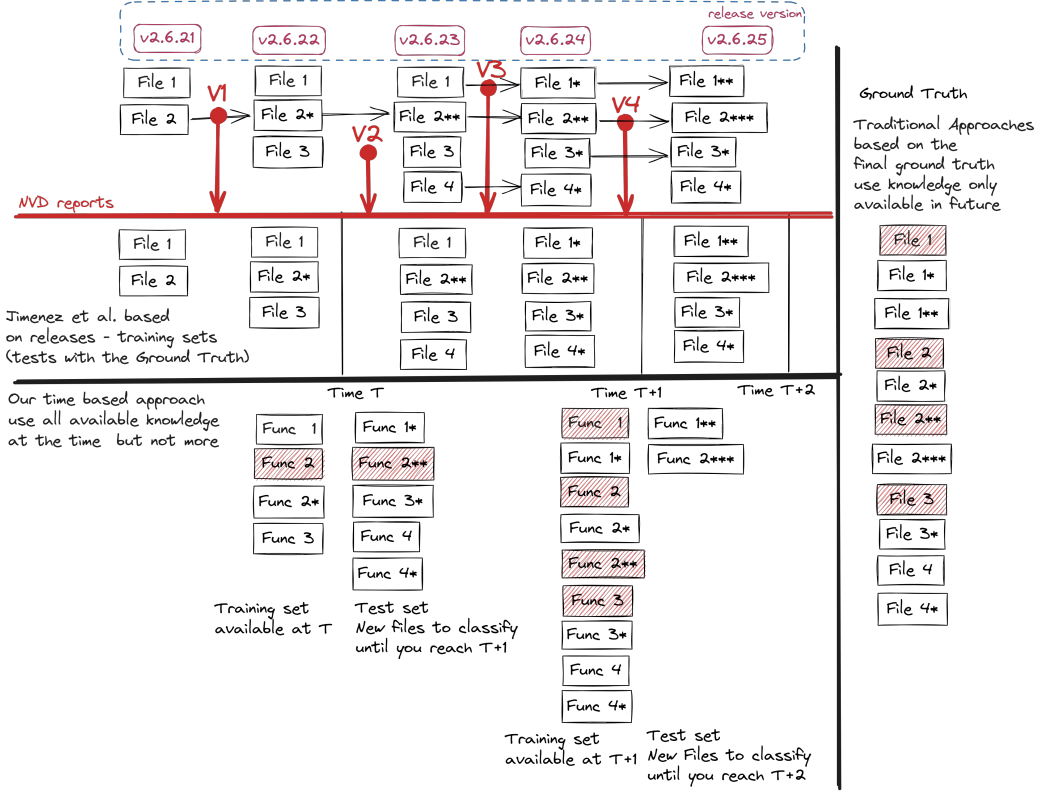 release version
v2.6.21
v2.6.22
v2.6.23
v2.6.24
v2.6.25
File 1
File 1
File 1
File 1*
File 1**
V1
V2
V3
V4
File 2
File 2*
File 2**
File 2**
File 2***
File 3
File 3
File 3*
File 3*
File 4
File 4*
File 4*
NVD reports
File 1
File 1
File 1
File 1*
File 1**
File 2
File 2*
File 2**
File 2**
File 2***
File 3
File 3
File 3*
File 3*
File 4
File 4*
File 4*
Jimenez et al. based
on releases - training sets
(tests with the Ground Truth)
Our time based approach
use all available knowledge
at the time but not more
Time T
Time T+1
Time T+2
Func 1
Func 2
Func 2*
Func 3
Training set
available at T
Func 1*
Func 2**
Func 3*
Func 4
Func 4*
Test set
New files to classify
until you reach T+1
Func 1
Func 1*
Func 2
Func 2*
Func 2**
Func 3
Func 3*
Func 4
Func 4*
Training set
available at T+1
Func 1**
Func 2***
Test set
New Files to classify
until you reach T+2
Ground Truth
Traditional Approaches
based on the
final ground truth
use knowledge only
available in future
File 1
File 1*
File 1**
File 2
File 2*
File 2**
File 2***
File 3
File 3*
File 4
File 4*